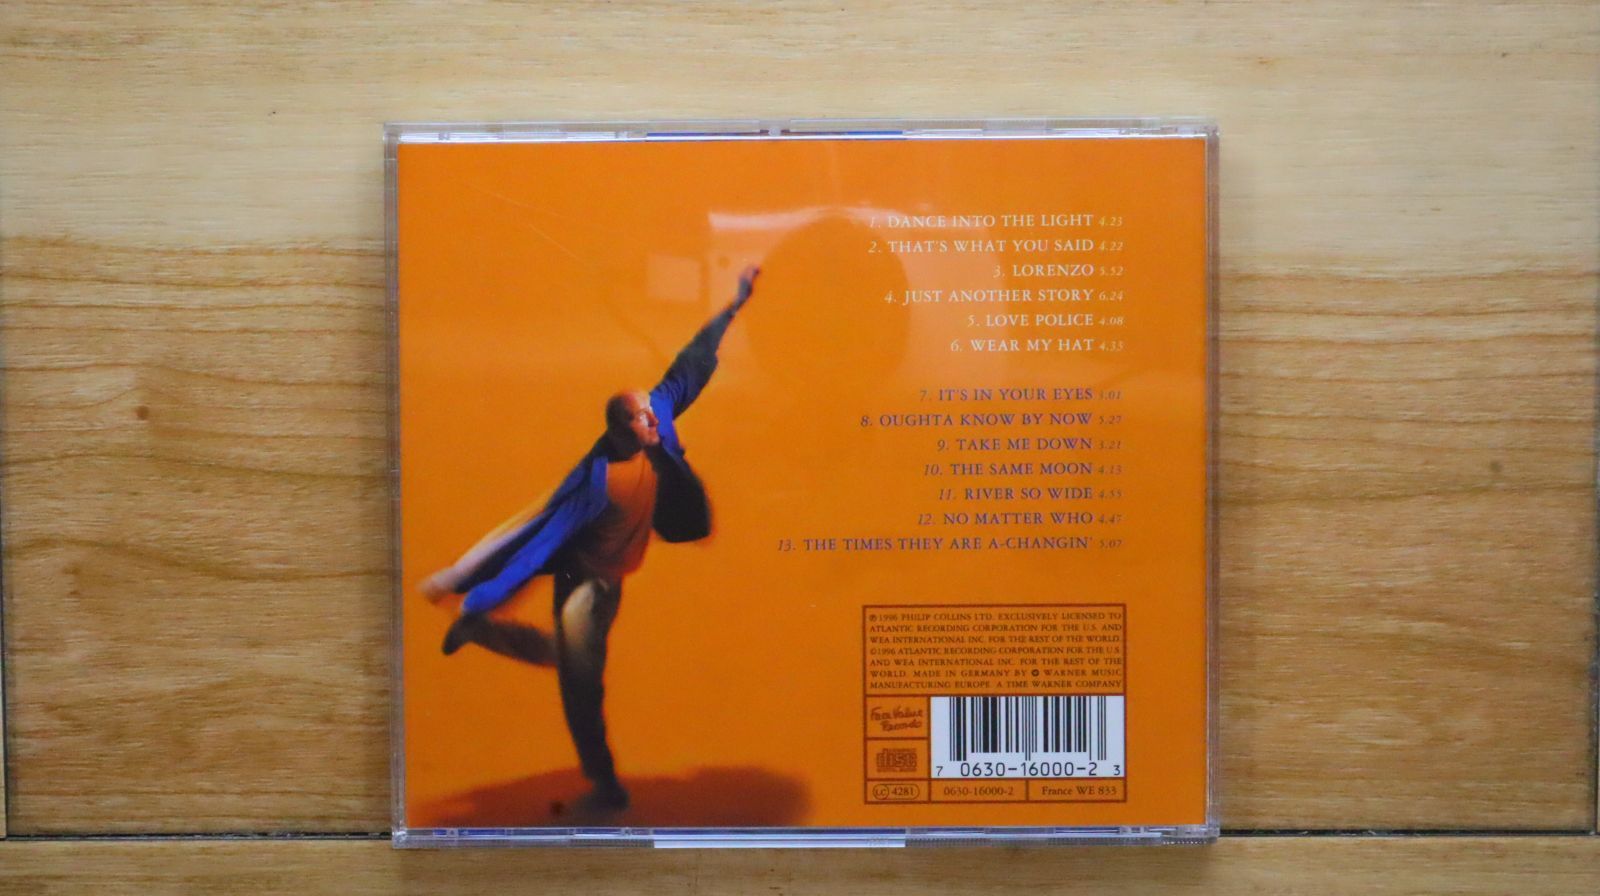 1. DANCE INTO THE LIGHT 4.23
2. THAT'S WHAT YOU SAID 4.22
3. LORENZO 5.52
4. JUST ANOTHER STORY 6.24
5. LOVE POLICE 4.08
6. WEAR MY HAT 4.33
7. IT'S IN YOUR EYES 3.01
8. OUGHTA KNOW BY NOW 5.27
9. TAKE ME DOWN 3.21
10. THE SAME MOON 4.13
11. RIVER SO WIDE 4.55
12. NO MATTER WHO 4.47
13. THE TIMES THEY ARE A-CHANGIN' 5.07
℗1996 PHILIP COLLINS LTD. EXCLUSIVELY LICENSED TO
ATLANTIC RECORDING CORPORATION FOR THE U.S. AND
WEA INTERNATIONAL INC. FOR THE REST OF THE WORLD.
©1996 ATLANTIC RECORDING CORPORATION FOR THE U.S.
AND WEA INTERNATIONAL INC. FOR THE REST OF THE
WORLD. MADE IN GERMANY BY WARNER MUSIC
MANUFACTURING EUROPE. A TIME WARNER COMPANY
Face Value
Records
COMPACT
disc
DIGITAL AUDIO
7 0630-16000-2 3
LC 4281
0630-16000-2
France WE 833